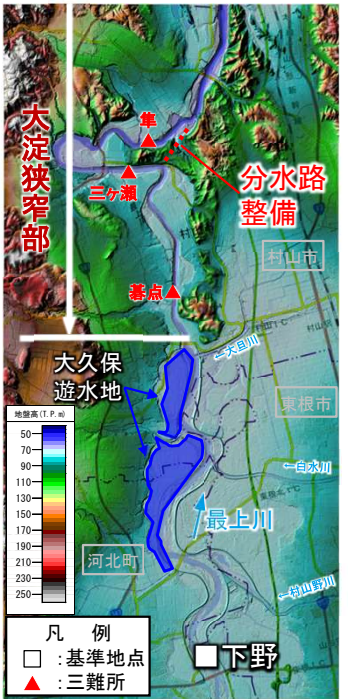 大淀狭窄部
隼
三ヶ瀬
分水路
整備
碁点
村山市
←大旦川
大久保
遊水地
東根市
地盤高(T.P.m)
50
70
90
110
130
150
170
190
210
230
250
←白水川
最上川
河北町
←村山野川
凡 例
□ :基準地点
▲ :三難所
■下野